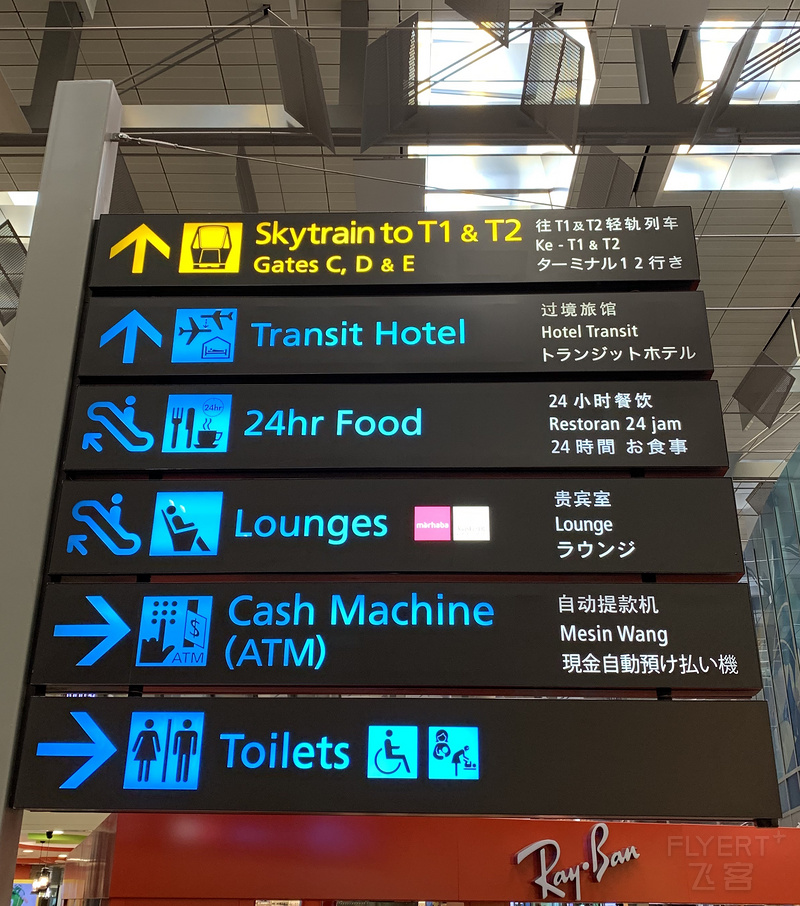 Skytrain to T1 & T2
Gates C, D & E
往T1及T2轻轨列车
Ke - T1 & T2
ターミナル1 2 行き
Transit Hotel
过境旅馆
Hotel Transit
トランジットホテル
24hr
24hr Food
24 小时餐饮
Restoran 24 jam
24 時間 お食事
Lounges
marhaba
贵宾室
Lounge
ラウンジ
ATM
Cash Machine
(ATM)
自动提款机
Mesin Wang
現金自動預け払い機
Toilets
Ray-Ban
FLYERT+
飞客